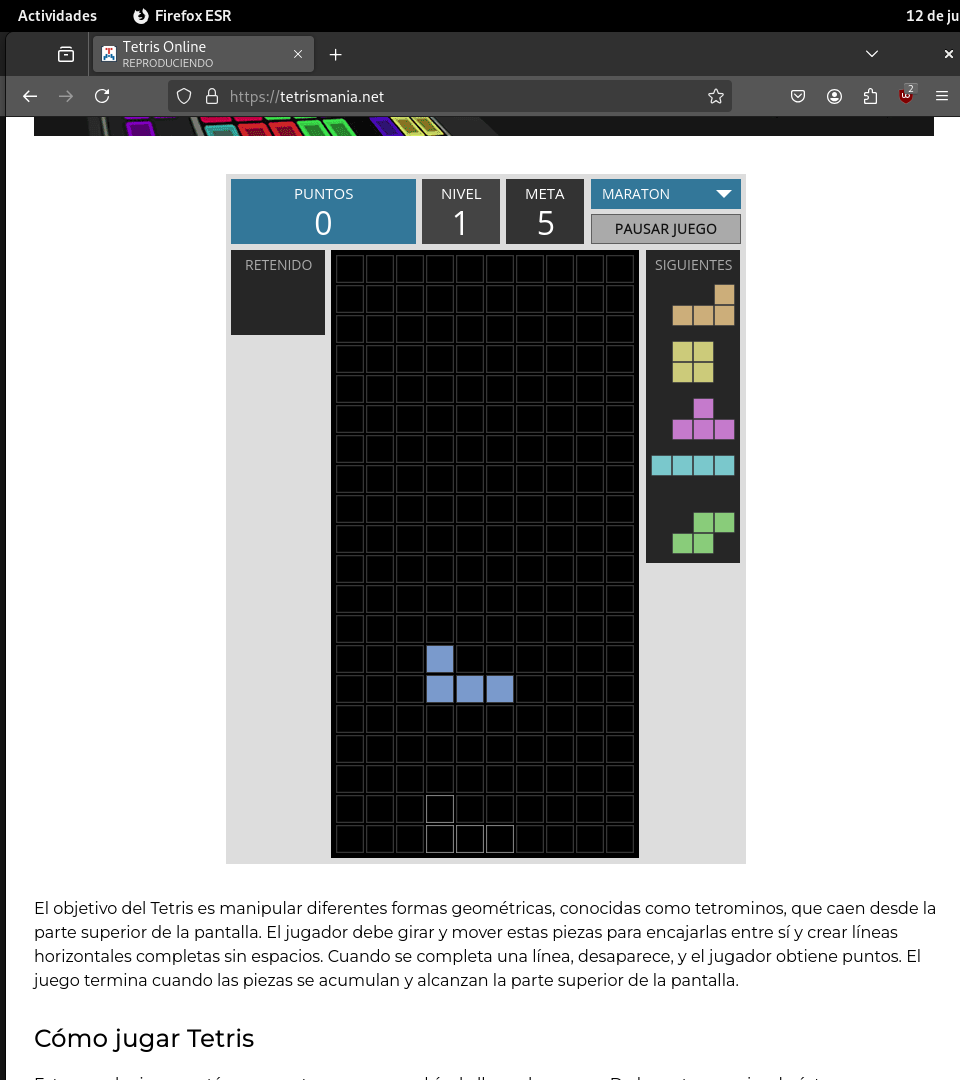 Actividades
Firefox ESR
12 de ju
Tetris Online
REPRODUCIENDO
https://tetrismania.net
2
PUNTOS
0
NIVEL
1
META
5
MARATON
PAUSAR JUEGO
RETENIDO
SIGUIENTES
El objetivo del Tetris es manipular diferentes formas geométricas, conocidas como tetrominos, que caen desde la
parte superior de la pantalla. El jugador debe girar y mover estas piezas para encajarlas entre sí y crear líneas
horizontales completas sin espacios. Cuando se completa una línea, desaparece, y el jugador obtiene puntos. El
juego termina cuando las piezas se acumulan y alcanzan la parte superior de la pantalla.
Cómo jugar Tetris